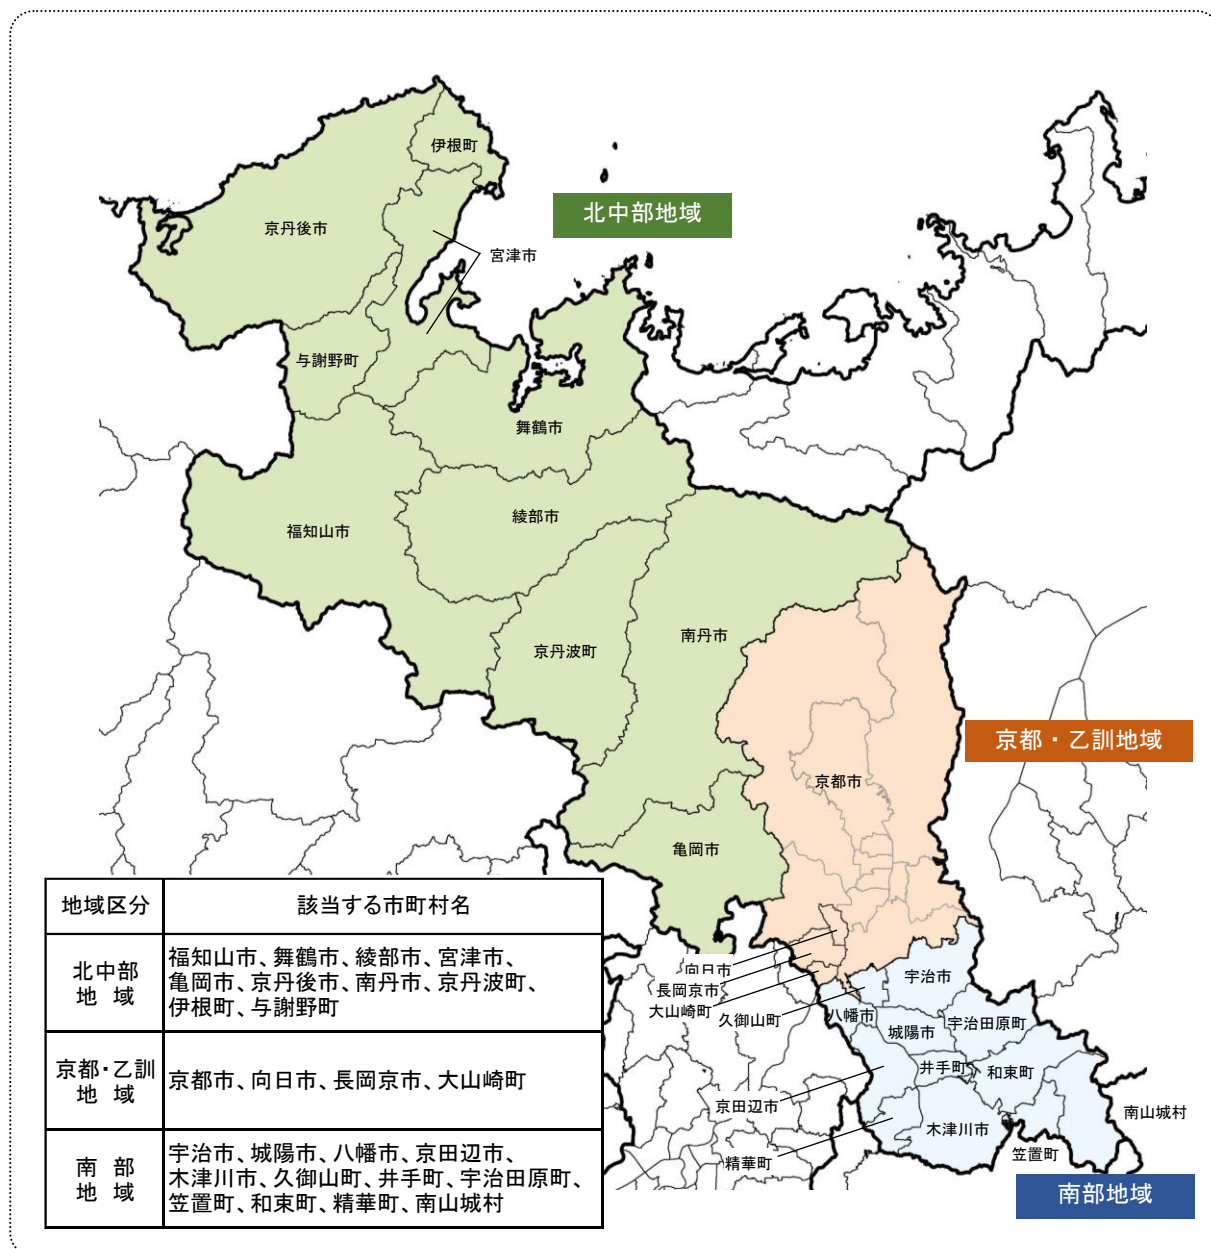 伊根町
北中部地域
京丹後市
宮津市
与謝野町
舞鶴市
綾部市
福知山市
南丹市
京丹波町
京都・乙訓地域
京都市
亀岡市
向日市
長岡京市
大山崎町
久御山町
宇治市
八幡市
城陽市
宇治田原町
井手町
和束町
京田辺市
南山城村
木津川市
笠置町
精華町
南部地域
地域区分
該当する市町村名
北中部
地 域
福知山市、舞鶴市、綾部市、宮津市、
亀岡市、京丹後市、南丹市、京丹波町、
伊根町、与謝野町
京都・乙訓
地 域
京都市、向日市、長岡京市、大山崎町
南 部
地 域
宇治市、城陽市、八幡市、京田辺市、
木津川市、久御山町、井手町、宇治田原町、
笠置町、和束町、精華町、南山城村